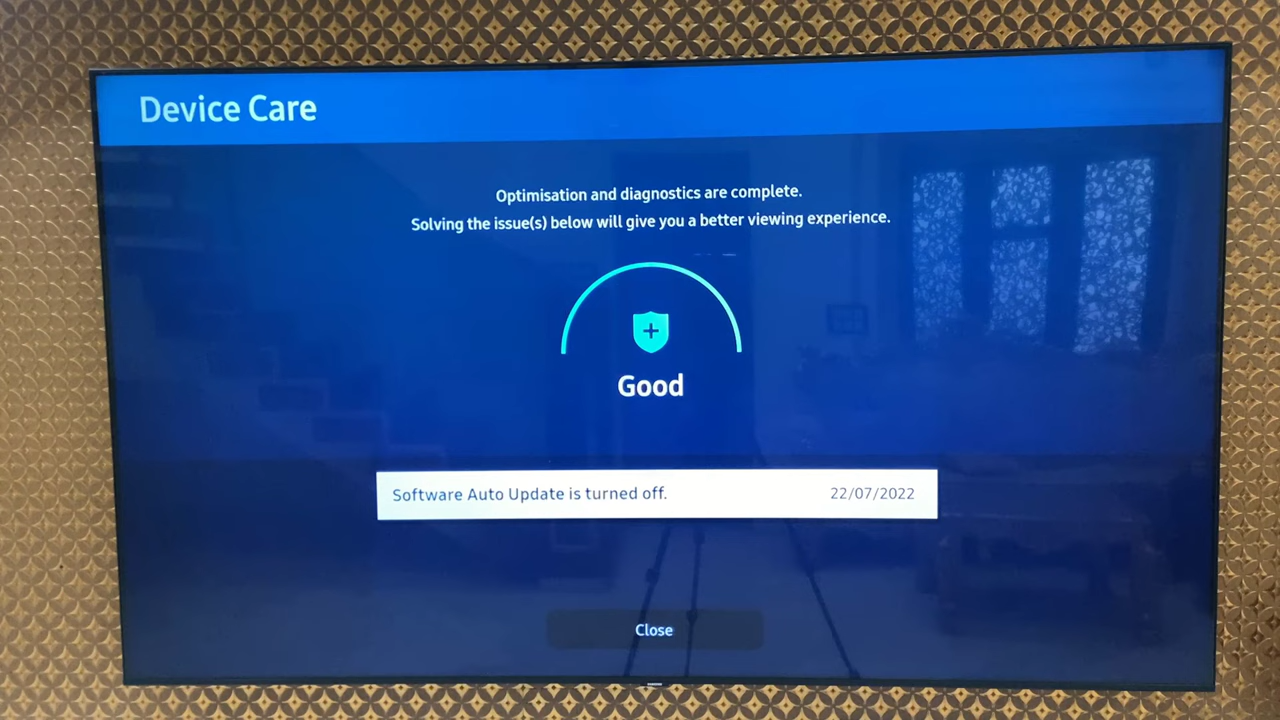 Device Care
Optimisation and diagnostics are complete.
Solving the issue(s) below will give you a better viewing experience.
Good
Software Auto Update is turned off. 22/07/2022
Close